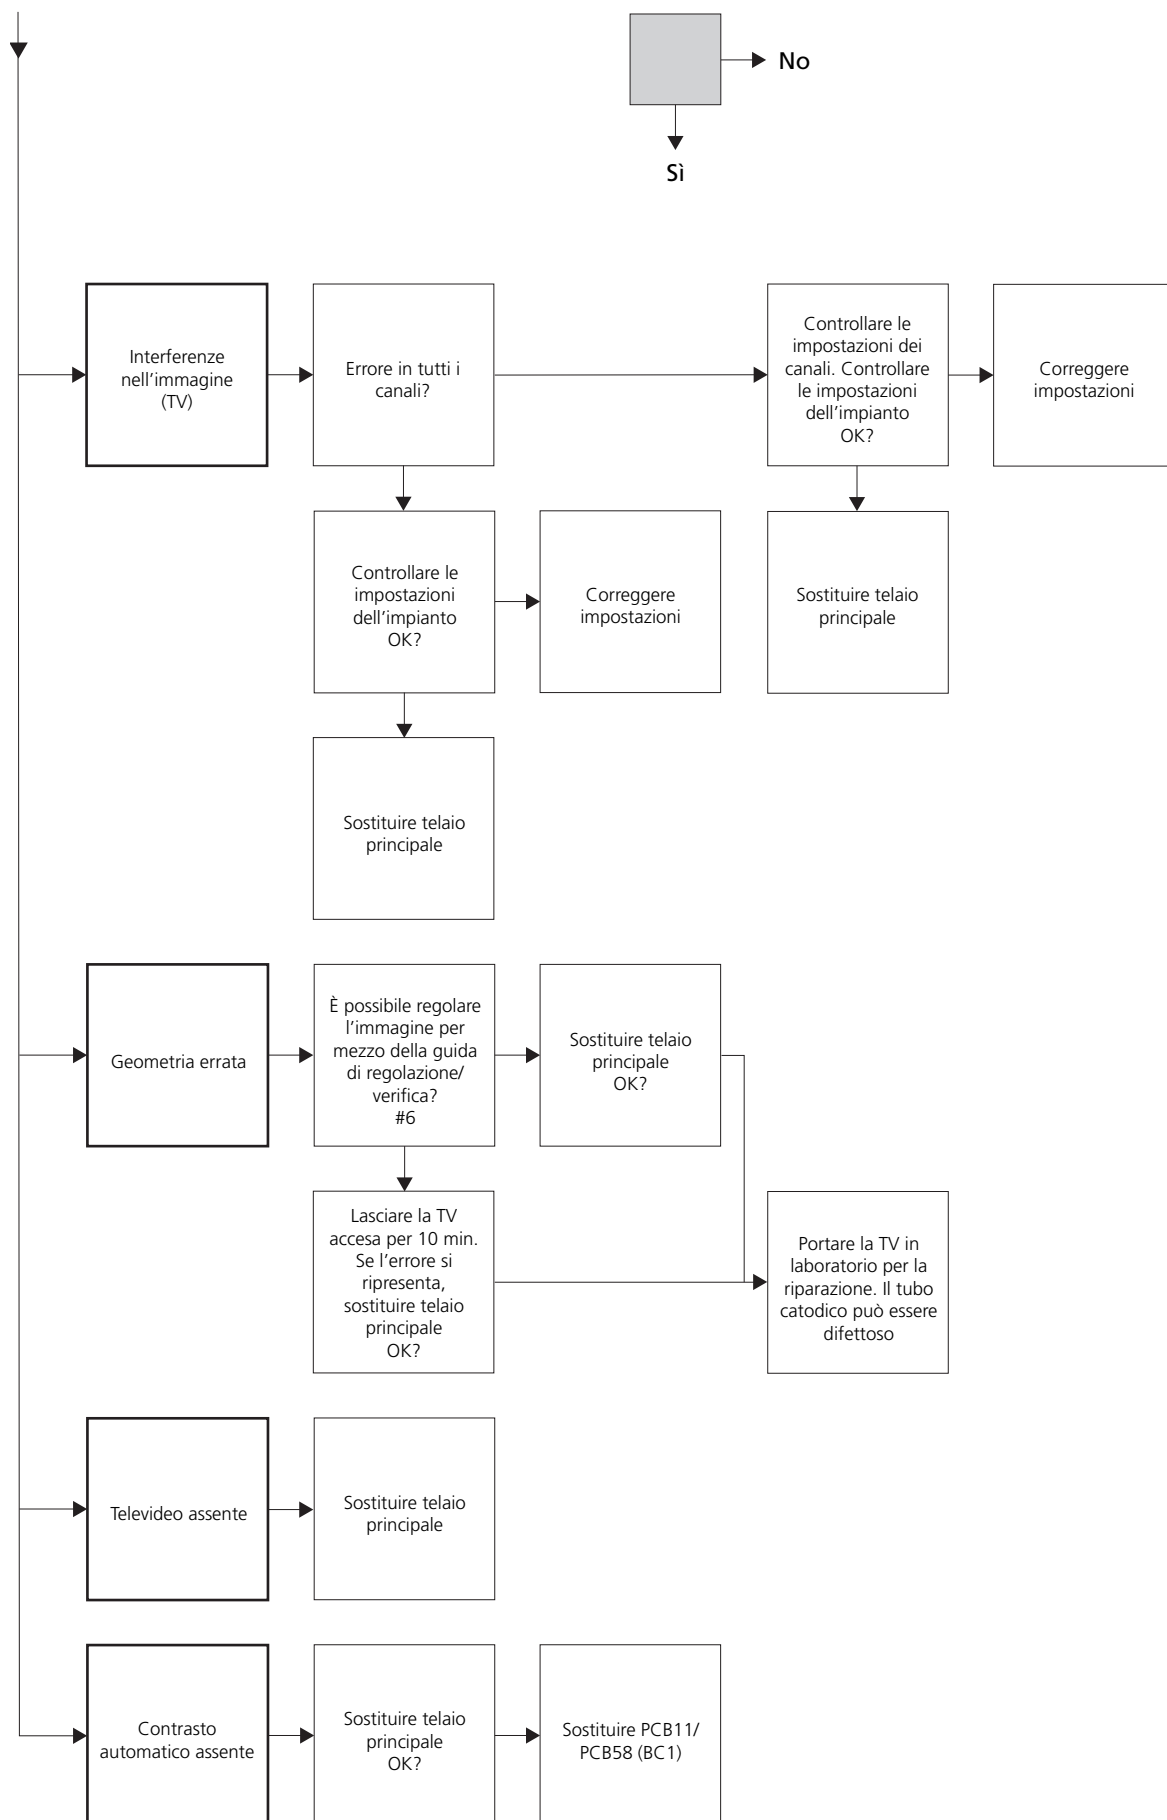 No
Sì
Interferenze
nell'immagine
(TV)
Errore in tutti i
canali?
Controllare le
impostazioni dei
canali. Controllare
le impostazioni
dell'impianto
OK?
Correggere
impostazioni
Controllare le
impostazioni
dell'impianto
OK?
Correggere
impostazioni
Sostituire telaio
principale
Sostituire telaio
principale
Geometria errata
È possibile regolare
l'immagine per
mezzo della guida
di regolazione/
verifica?
#6
Sostituire telaio
principale
OK?
Lasciare la TV
accesa per 10 min.
Se l'errore si
ripresenta,
sostituire telaio
principale
OK?
Portare la TV in
laboratorio per la
riparazione. Il tubo
catodico può essere
difettoso
Televideo assente
Sostituire telaio
principale
Contrasto
automatico assente
Sostituire telaio
principale
OK?
Sostituire PCB11/
PCB58 (BC1)